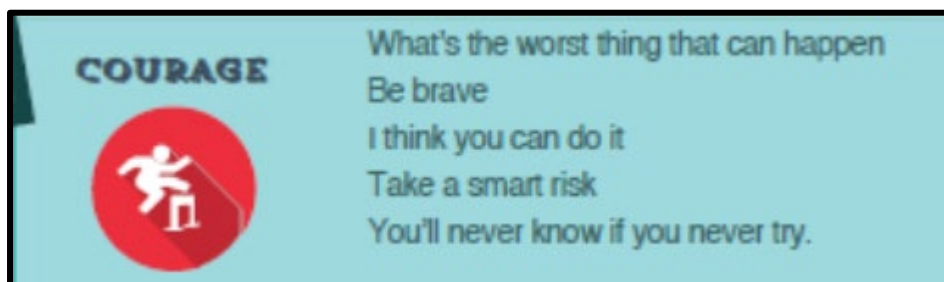 COURAGE
What's the worst thing that can happen
Be brave
I think you can do it
Take a smart risk
You'll never know if you never try.